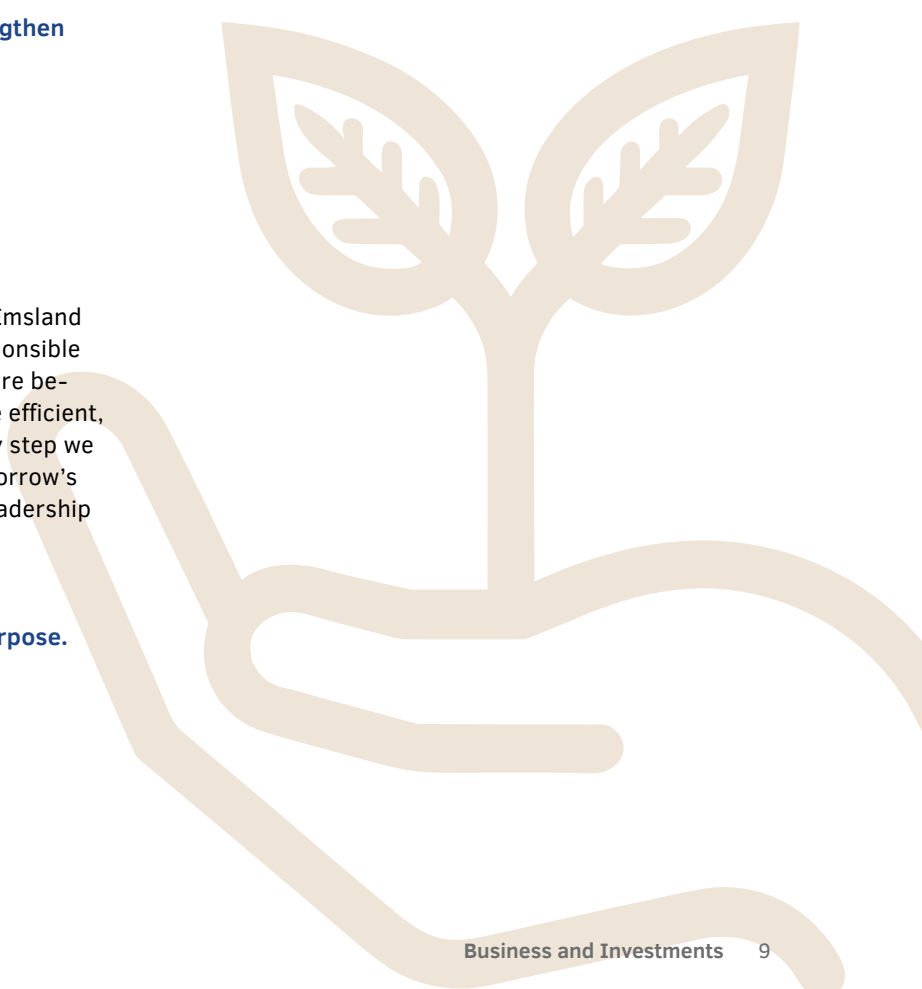 gthen
Emsland
onsible
re be-
efficient,
step we
orrow's
adership
rpose.
Business and Investments 9